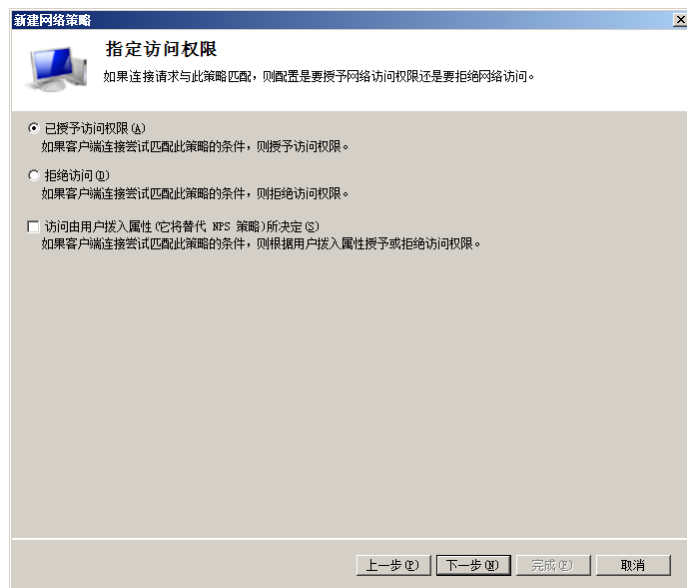 新建网络策略
指定访问权限
如果连接请求与此策略匹配，则配置是要授予网络访问权限还是要拒绝网络访问。
已授予访问权限(A)
如果客户端连接尝试匹配此策略的条件，则授予访问权限。
拒绝访问(D)
如果客户端连接尝试匹配此策略的条件，则拒绝访问权限。
访问由用户拨入属性(它将替代 NPS 策略)所决定(S)
如果客户端连接尝试匹配此策略的条件，则根据用户拨入属性授予或拒绝访问权限。
上一步(P) 下一步(N) 完成(F) 取消